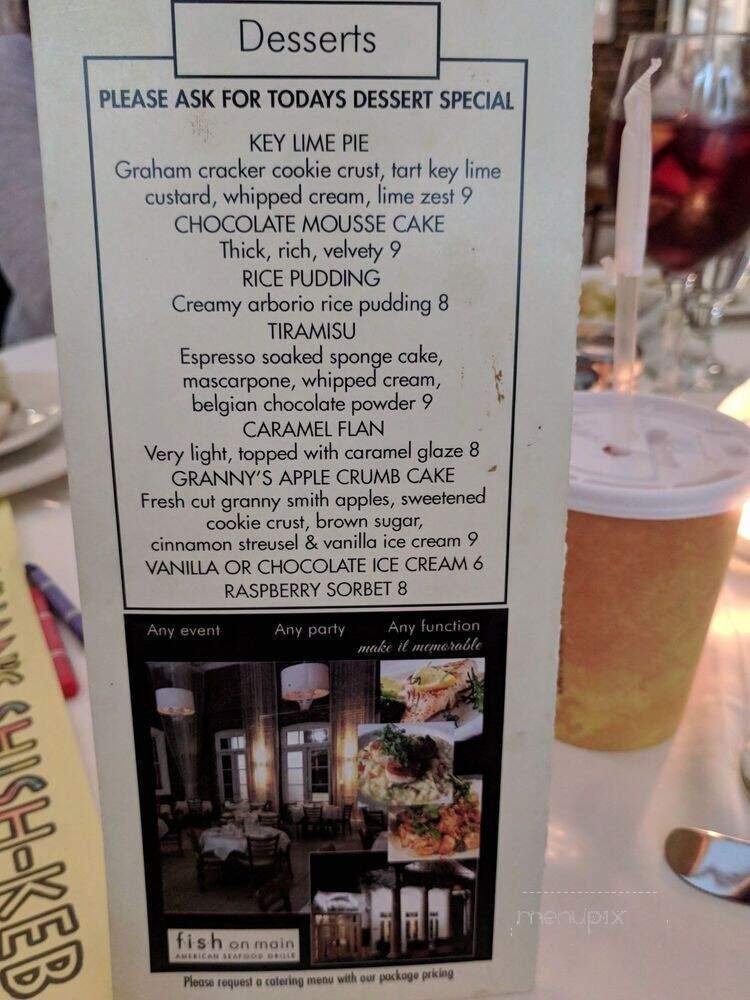 Desserts
PLEASE ASK FOR TODAYS DESSERT SPECIAL
KEY LIME PIE
Graham cracker cookie crust, tart key lime
custard, whipped cream, lime zest 9
CHOCOLATE MOUSSE CAKE
Thick, rich, velvety 9
RICE PUDDING
Creamy arborio rice pudding 8
TIRAMISU
Espresso soaked sponge cake,
mascarpone, whipped cream,
belgian chocolate powder 9
CARAMEL FLAN
Very light, topped with caramel glaze 8
GRANNY'S APPLE CRUMB CAKE
Fresh cut granny smith apples, sweetened
cookie crust, brown sugar,
cinnamon streusel & vanilla ice cream 9
VANILLA OR CHOCOLATE ICE CREAM 6
RASPBERRY SORBET 8
Any event Any party Any function
make it memorable
fish on main
AMERICAN SEAFOOD GRILLE
Please request a catering menu with our package pricing
SHISH-KEB
menupix